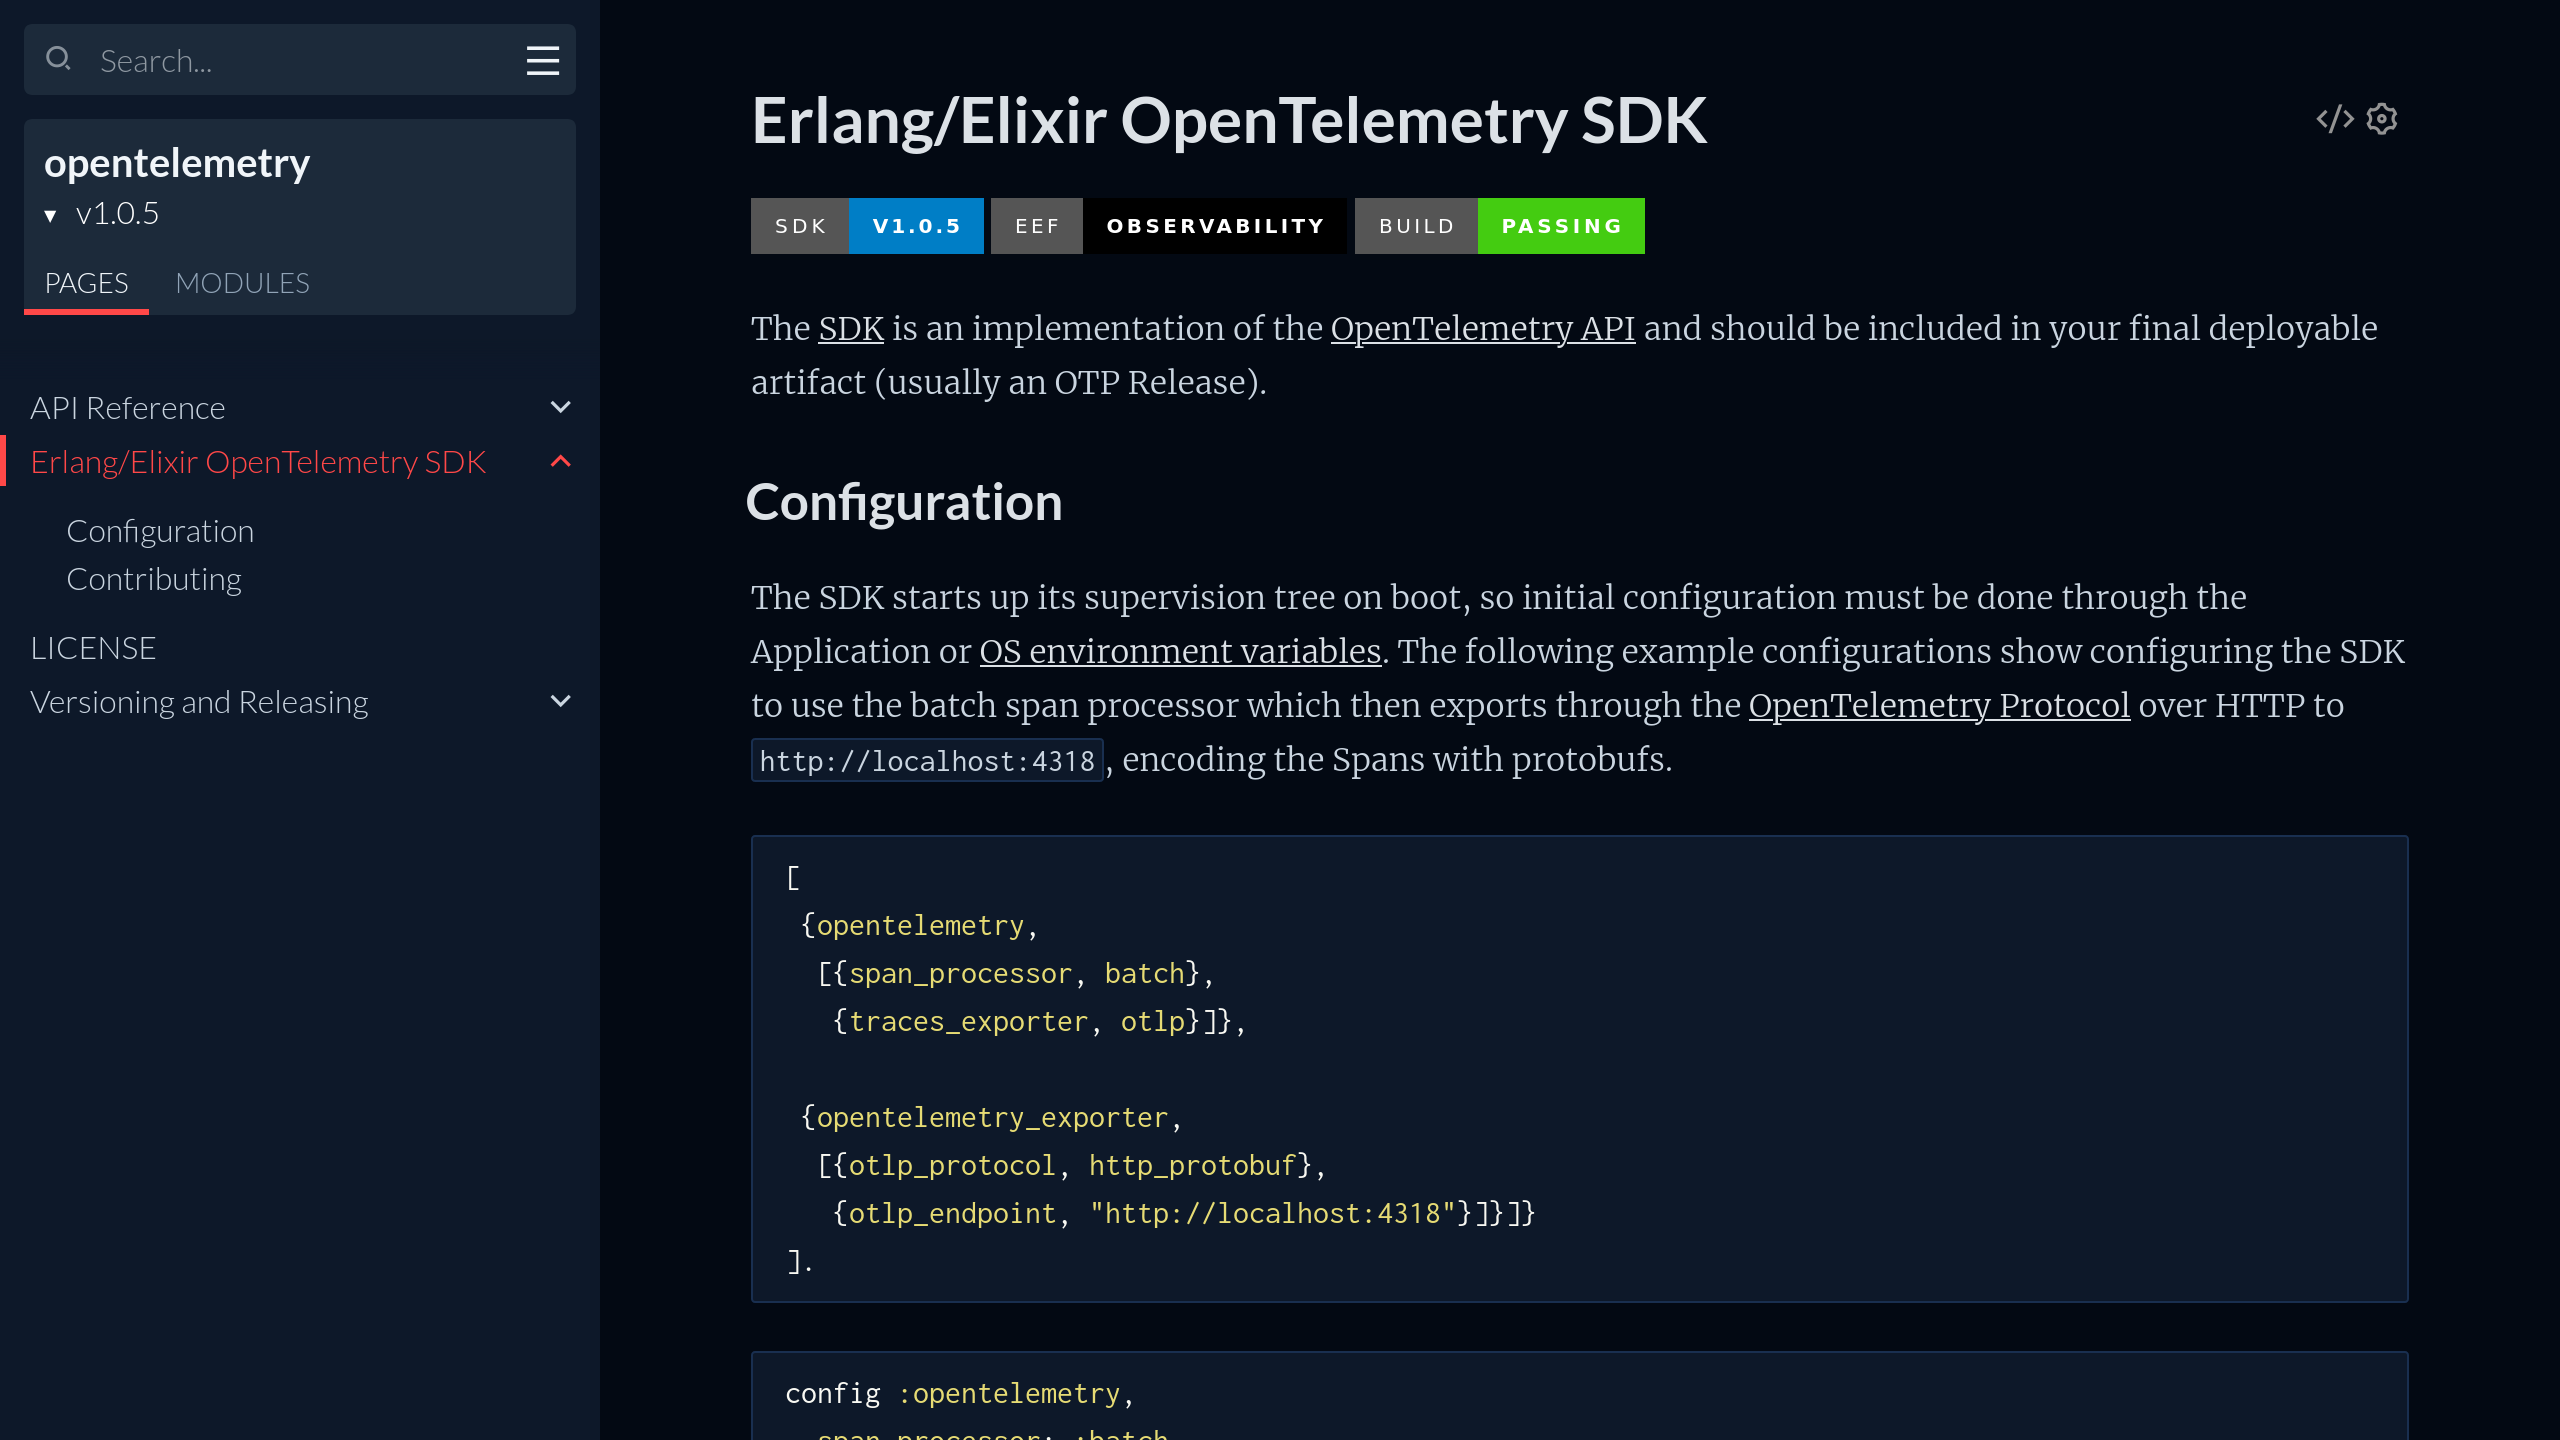 Search...
opentelemetry
▼ v1.0.5
PAGES MODULES
API Reference
Erlang/Elixir OpenTelemetry SDK
Configuration
Contributing
LICENSE
Versioning and Releasing
Erlang/Elixir OpenTelemetry SDK
SDK V1.0.5 EEF OBSERVABILITY BUILD PASSING
The SDK is an implementation of the OpenTelemetry API and should be included in your final deployable
artifact (usually an OTP Release).
Configuration
The SDK starts up its supervision tree on boot, so initial configuration must be done through the
Application or OS environment variables. The following example configurations show configuring the SDK
to use the batch span processor which then exports through the OpenTelemetry Protocol over HTTP to
http://localhost:4318, encoding the Spans with protobufs.
[
 {opentelemetry,
  [{span_processor, batch},
   {traces_exporter, otlp}]},
 {opentelemetry_exporter,
  [{otlp_protocol, http_protobuf},
   {otlp_endpoint, "http://localhost:4318"}]}]}
].
config :opentelemetry,
  span_processor: :batch